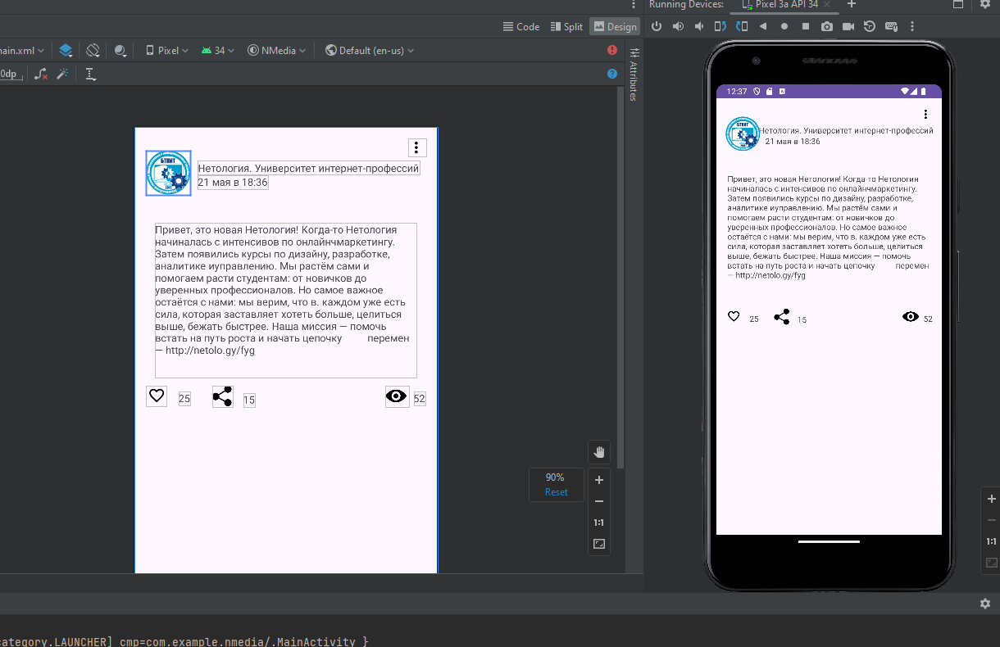 Running Devices:
Pixel 3a API 34
Code
Split
Design
ain.xml
Pixel
34
NMedia
Default (en-us)
0dp
Attributes
БТПИТ
Нетология. Университет интернет-профессий
21 мая в 18:36
Привет, это новая Нетология! Когда-то Нетология
начиналась с интенсивов по онлайнчмаркетингу.
Затем появились курсы по дизайну, разработке,
аналитике иуправлению. Мы растём сами и
помогаем расти студентам: от новичков до
уверенных профессионалов. Но самое важное
остаётся с нами: мы верим, что в. каждом уже есть
сила, которая заставляет хотеть больше, целиться
выше, бежать быстрее. Наша миссия — помочь
встать на путь роста и начать цепочку перемен
— http://netolo.gy/fyg
25
15
52
90%
Reset
1:1
12:37
БТПИТ
Нетология. Университет интернет-профессий
21 мая в 18:36
Привет, это новая Нетология! Когда-то Нетология
начиналась с интенсивов по онлайнчмаркетингу.
Затем появились курсы по дизайну, разработке,
аналитике иуправлению. Мы растём сами и
помогаем расти студентам: от новичков до
уверенных профессионалов. Но самое важное
остаётся с нами: мы верим, что в. каждом уже есть
сила, которая заставляет хотеть больше, целиться
выше, бежать быстрее. Наша миссия — помочь
встать на путь роста и начать цепочку перемен
— http://netolo.gy/fyg
25
15
52
1:1
category.LAUNCHER] cmp=com.example.nmedia/.MainActivity }